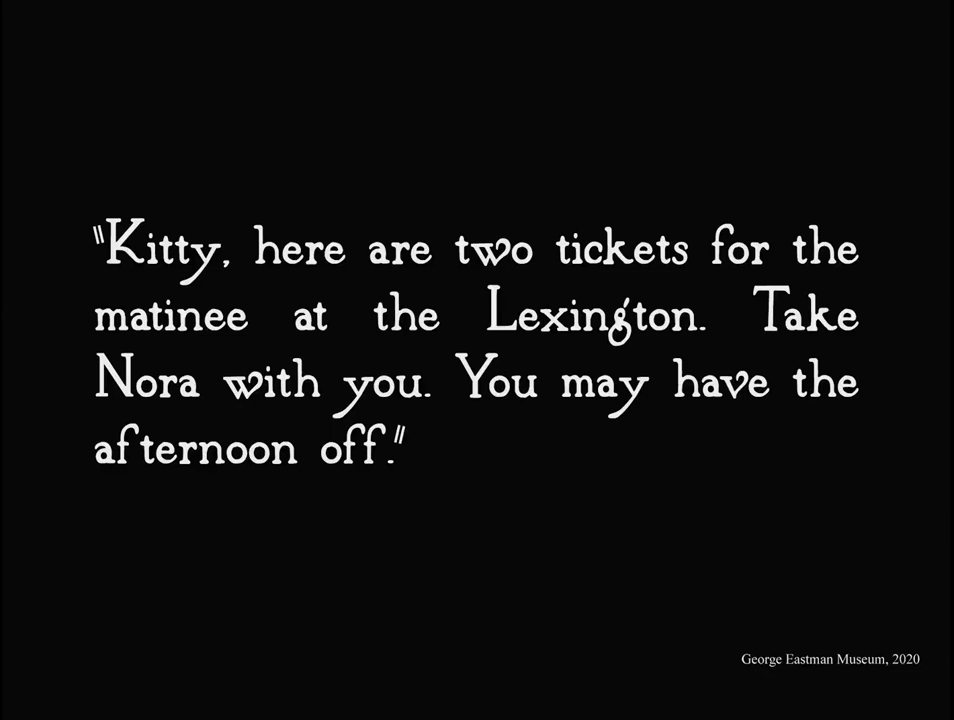 "Kitty, here are two tickets for the
matinee at the Lexington. Take
Nora with you. You may have the
afternoon off."
George Eastman Museum, 2020